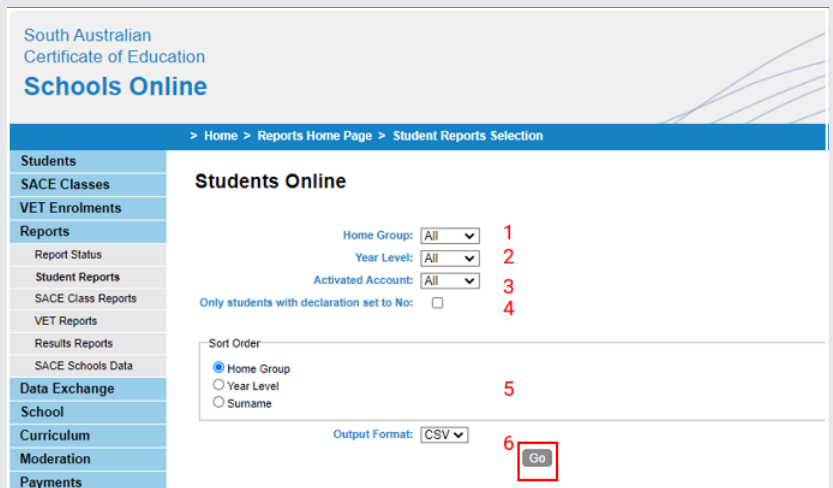 South Australian
Certificate of Education
Schools Online
> Home > Reports Home Page > Student Reports Selection
Students
SACE Classes
VET Enrolments
Reports
Report Status
Student Reports
SACE Class Reports
VET Reports
Results Reports
SACE Schools Data
Data Exchange
School
Curriculum
Moderation
Payments
Students Online
Home Group: All 1
Year Level: All 2
Activated Account: All 3
Only students with declaration set to No: 4
Sort Order
Home Group
Year Level 5
Surname
Output Format: CSV 6
Go